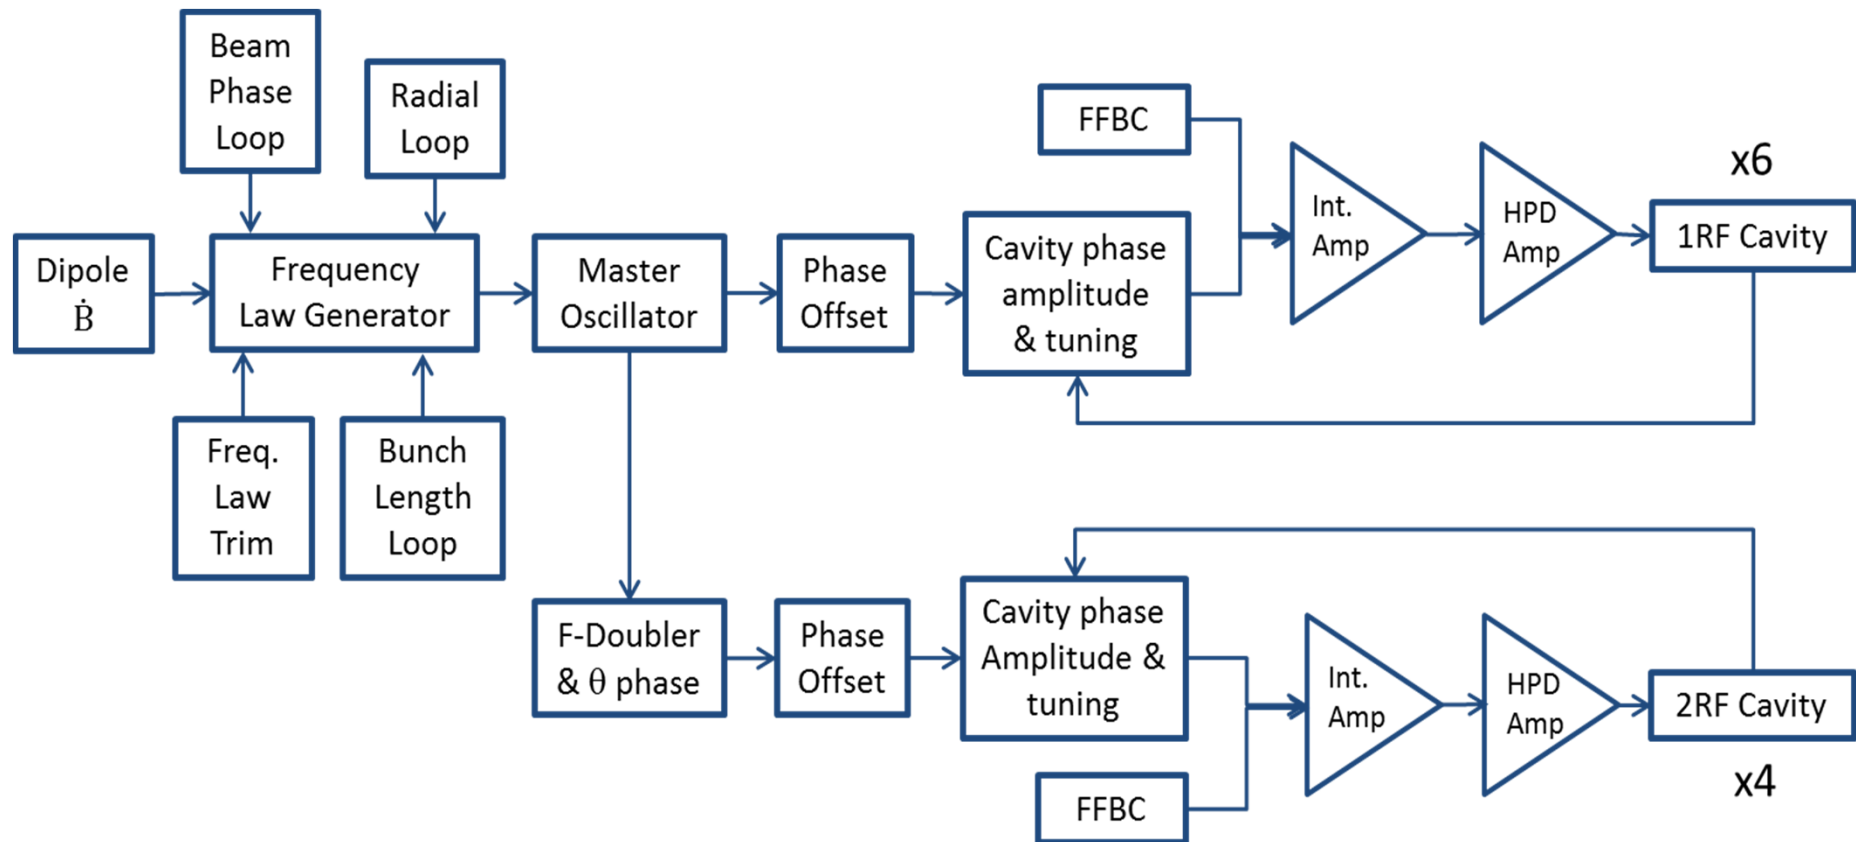 Beam
Phase
Loop
Radial
Loop
FFBC
x6
Int.
Amp
HPD
Amp
1RF Cavity
Dipole
Ḃ
Frequency
Law Generator
Master
Oscillator
Phase
Offset
Cavity phase
amplitude
& tuning
Freq.
Law
Trim
Bunch
Length
Loop
F-Doubler
& θ phase
Phase
Offset
Cavity phase
Amplitude &
tuning
Int.
Amp
HPD
Amp
2RF Cavity
x4
FFBC